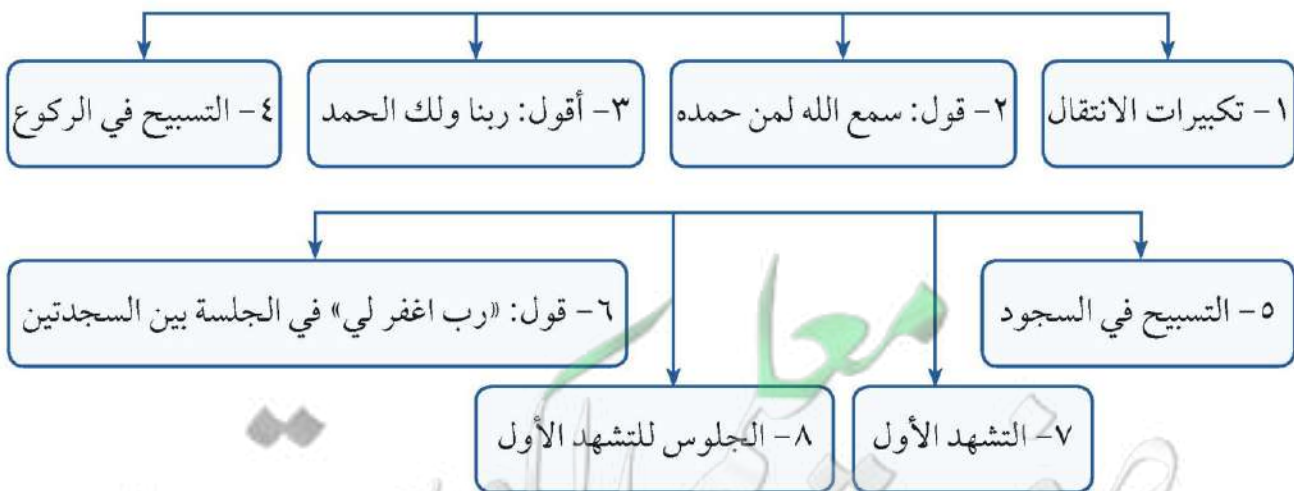 ١- تكبيرات الانتقال
٢- قول: سمع الله لمن حمده
٣- أقول: ربنا ولك الحمد
٤- التسبيح في الركوع
٥- التسبيح في السجود
٦- قول: «رب اغفر لي» في الجلسة بين السجدتين
٧- التشهد الأول
٨- الجلوس للتشهد الأول